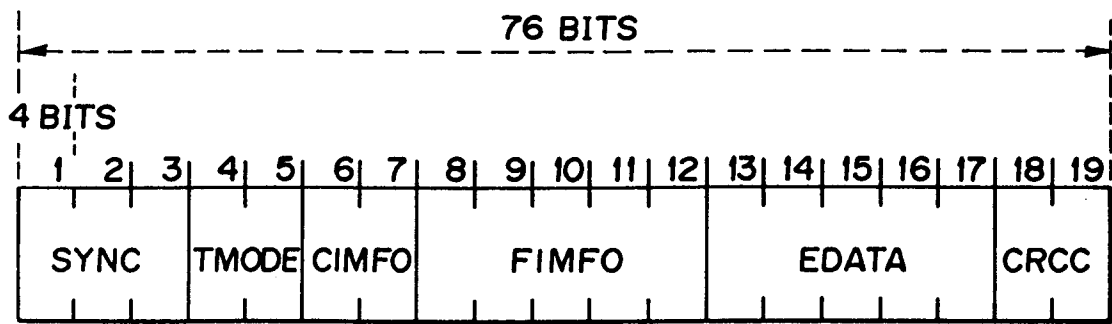 76 BITS
4 BITS
1 2 3 4 5 6 7 8 9 10 11 12 13 14 15 16 17 18 19
SYNC TMODE CIMFO FIMFO EDATA CRCC